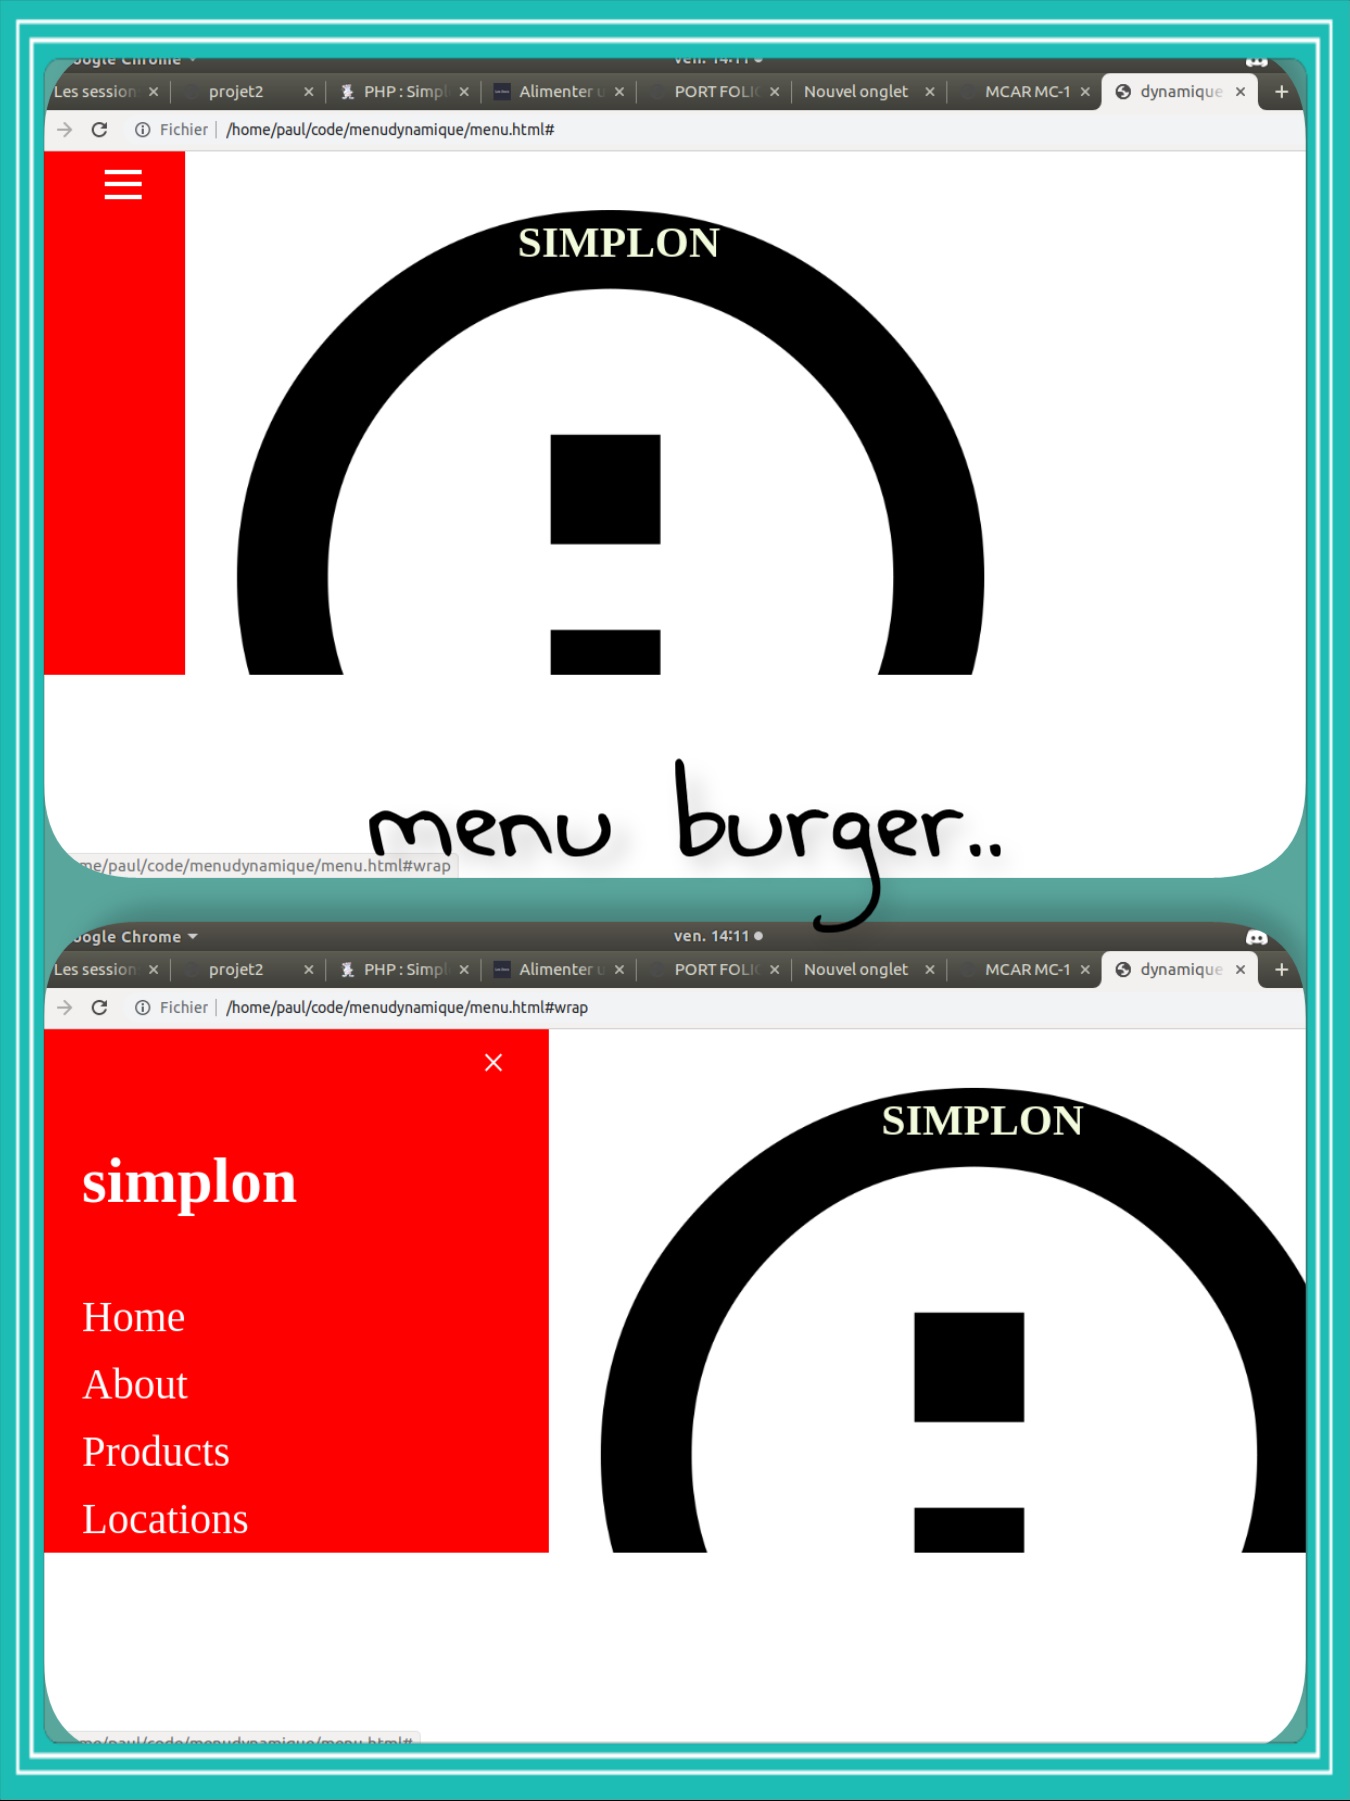 oogle Chrome ven. 14:11
Les session projet2 PHP : Simpl Alimenter u PORT FOLIO Nouvel onglet MCAR MC-1 dynamique
Fichier /home/paul/code/menudynamique/menu.html#
SIMPLON
menu burger..
me/paul/code/menudynamique/menu.html#wrap
oogle Chrome ven. 14:11
Les session projet2 PHP : Simpl Alimenter u PORT FOLIO Nouvel onglet MCAR MC-1 dynamique
Fichier /home/paul/code/menudynamique/menu.html#wrap
SIMPLON
simplon
Home
About
Products
Locations
me/paul/code/menudynamique/menu.html#